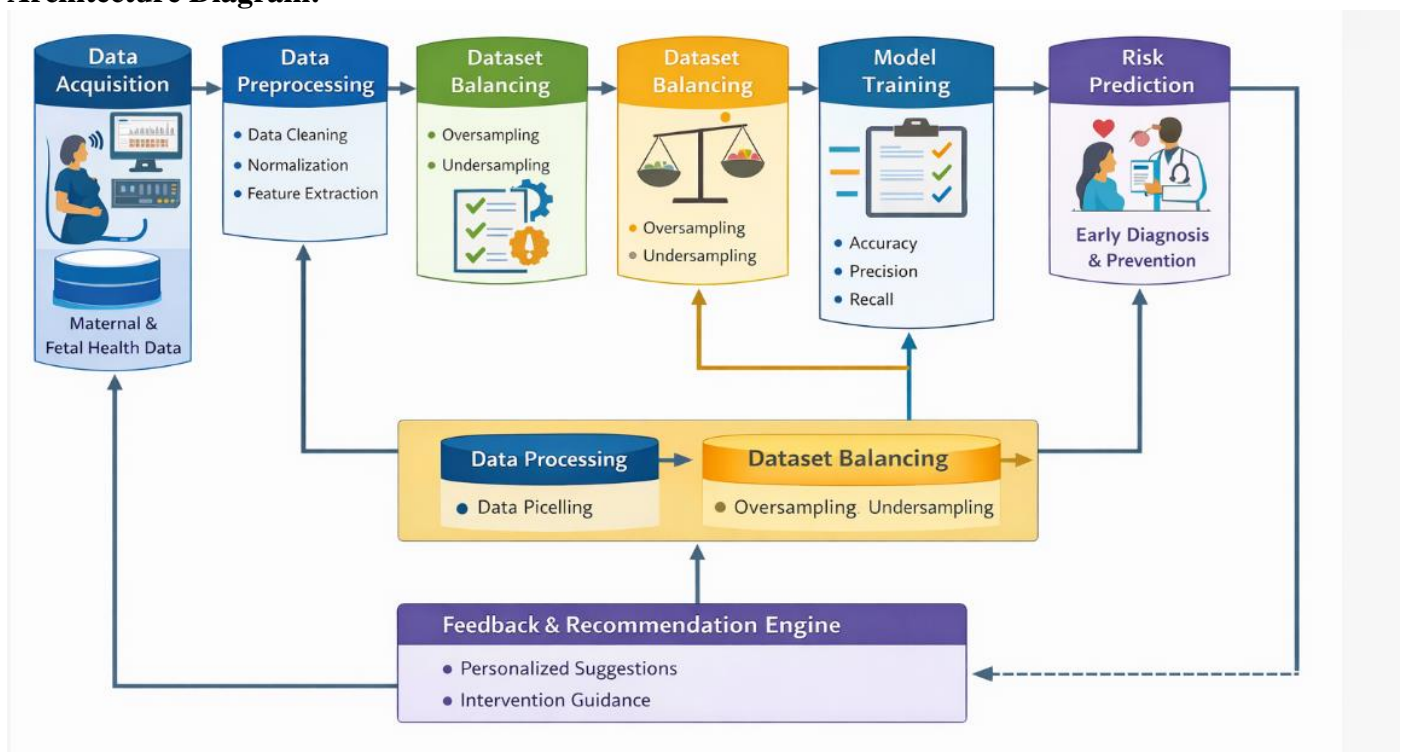 Architecture Diagram:
Data
Acquisition
Maternal &
Fetal Health Data
Data
Preprocessing
Data Cleaning
Normalization
Feature Extraction
Dataset
Balancing
Oversampling
Undersampling
Dataset
Balancing
Oversampling
Undersampling
Model
Training
Accuracy
Precision
Recall
Risk
Prediction
Early Diagnosis
& Prevention
Data Processing
Data Picelling
Dataset Balancing
Oversampling. Undersampling
Feedback & Recommendation Engine
Personalized Suggestions
Intervention Guidance